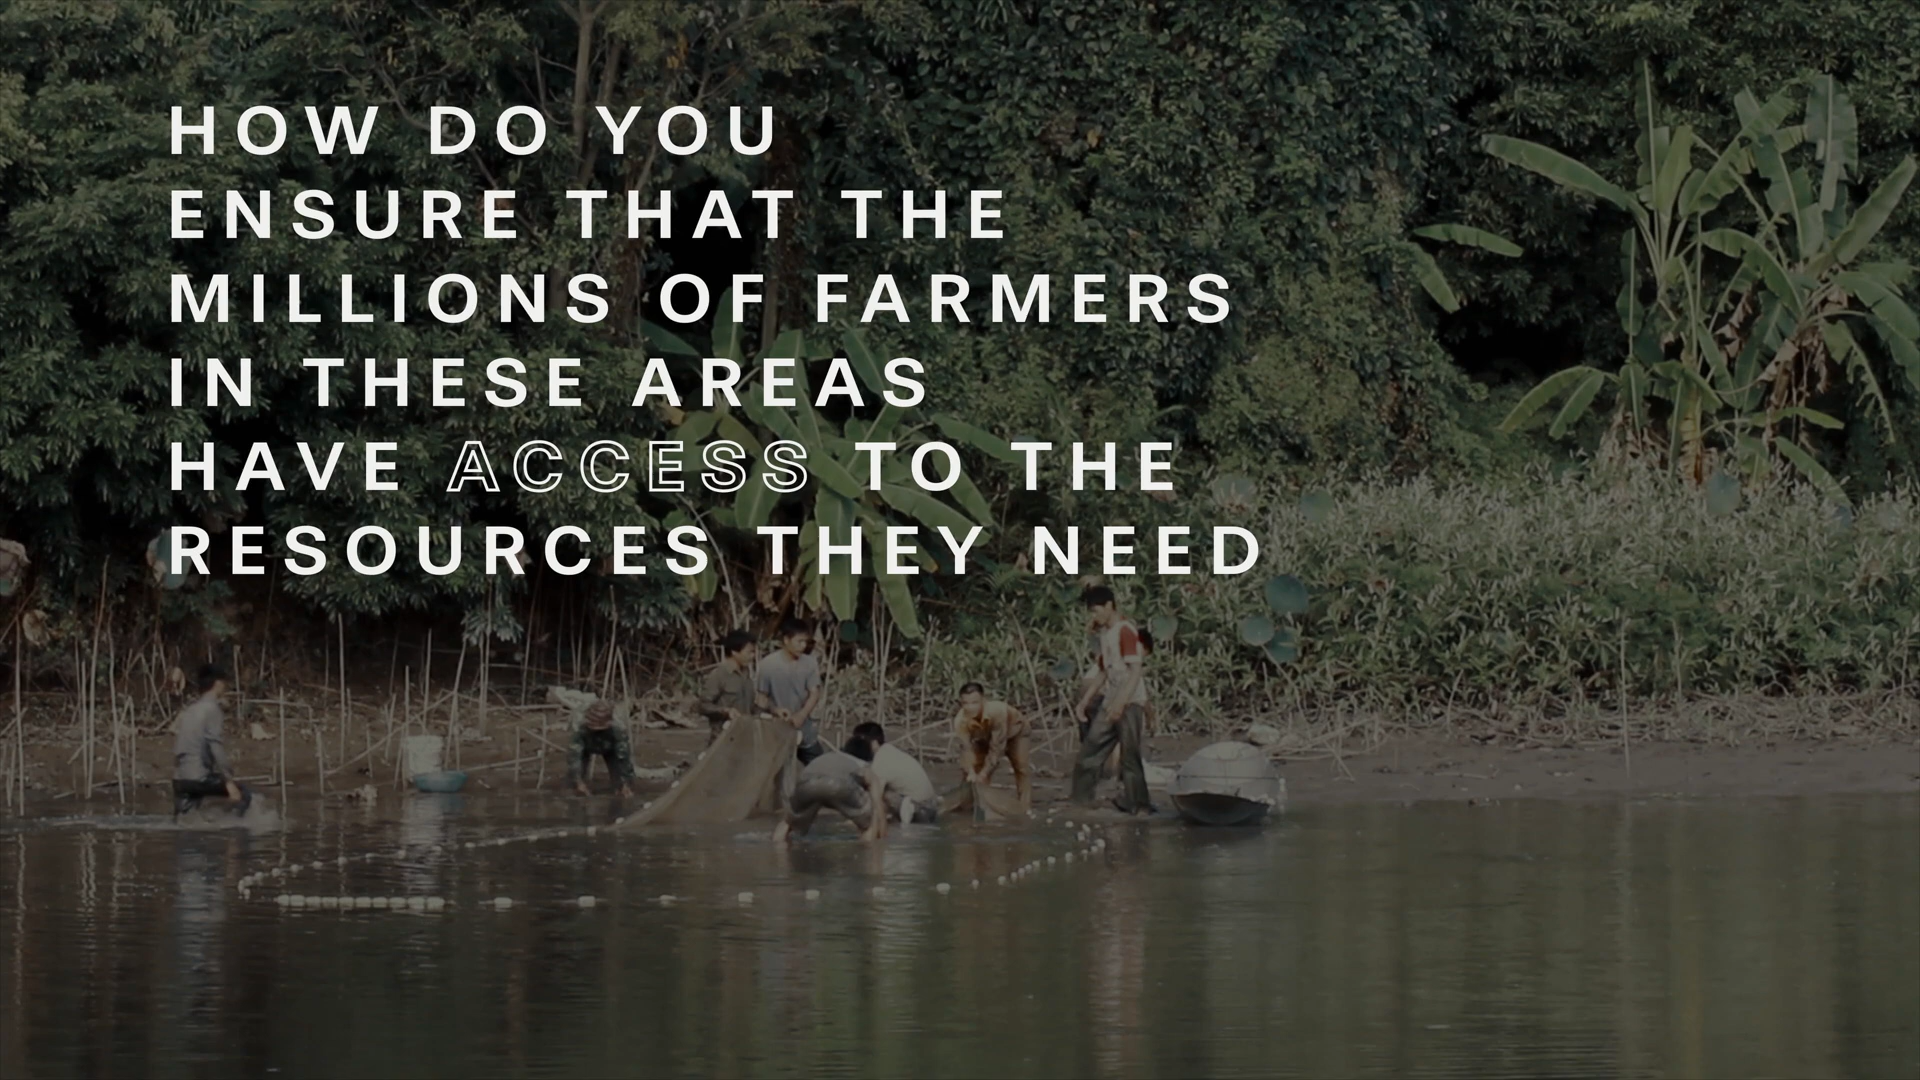 HOW DO YOU
ENSURE THAT THE
MILLIONS OF FARMERS
IN THESE AREAS
HAVE ACCESS TO THE
RESOURCES THEY NEED